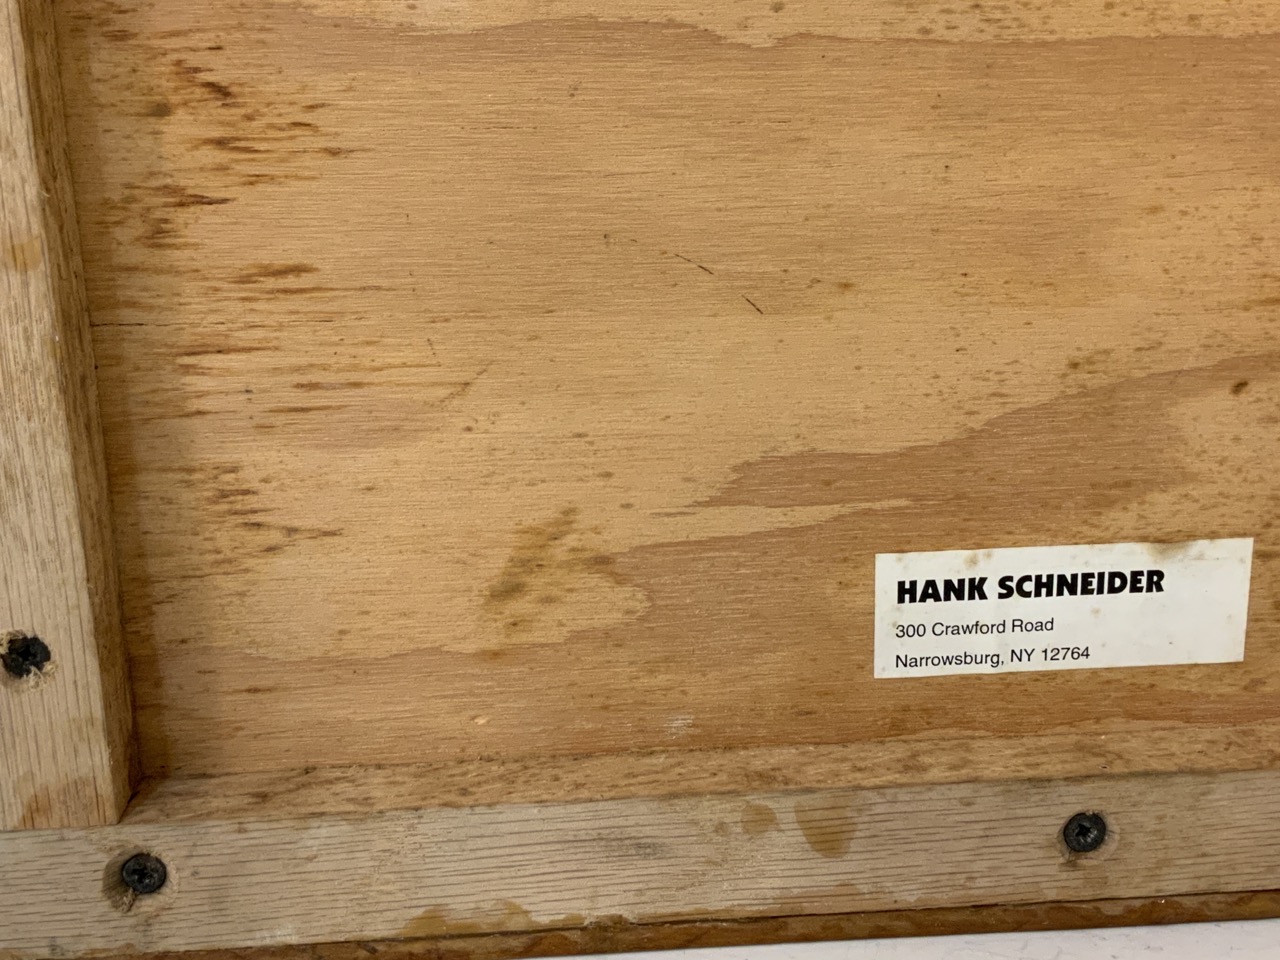 HANK SCHNEIDER
300 Crawford Road
Narrowsburg, NY 12764